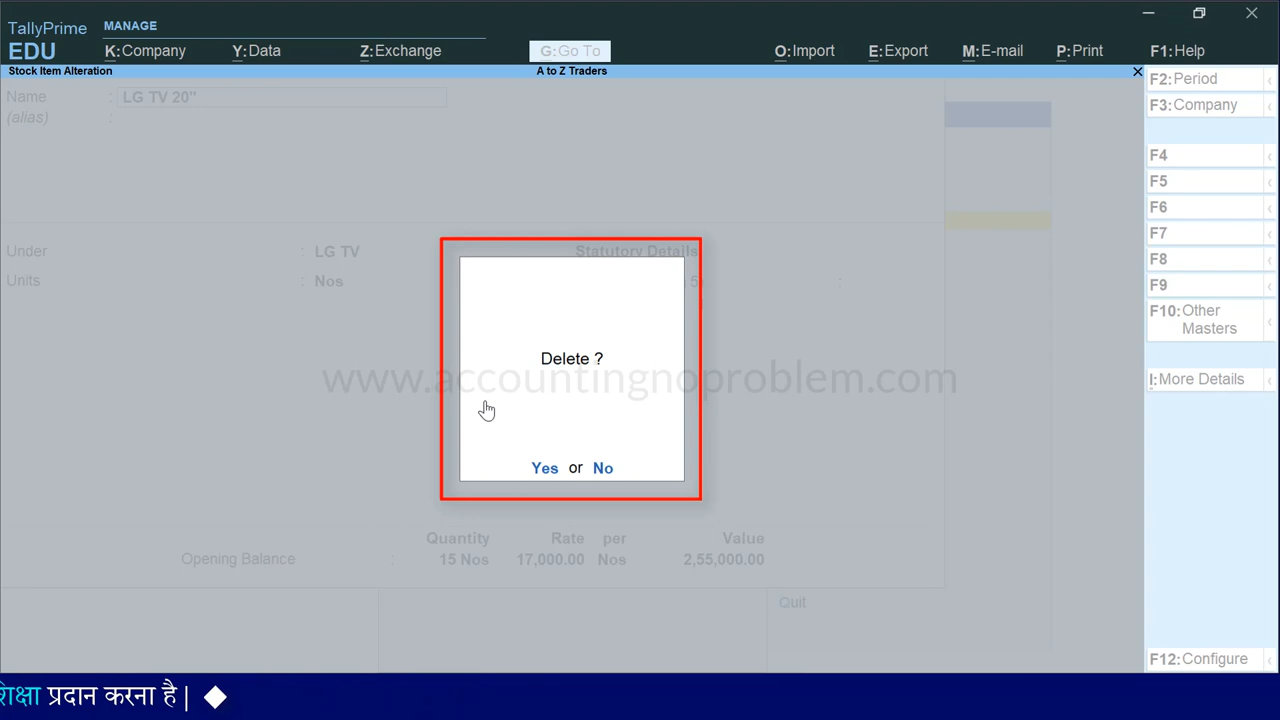 TallyPrime
EDU
MANAGE
K:Company Y:Data Z:Exchange G:Go To O:Import E:Export M:E-mail P:Print F1:Help
Stock Item Alteration A to Z Traders
Name : LG TV 20"
(alias) :
Under : LG TV
Units : Nos
Statutory Details
Delete ?
Yes or No
www.accountingnoproblem.com
Quantity Rate per Value
Opening Balance : 15 Nos 17,000.00 Nos 2,55,000.00
Quit
F2:Period
F3:Company
F4
F5
F6
F7
F8
F9
F10:Other
Masters
I:More Details
F12:Configure
शिक्षा प्रदान करना है |